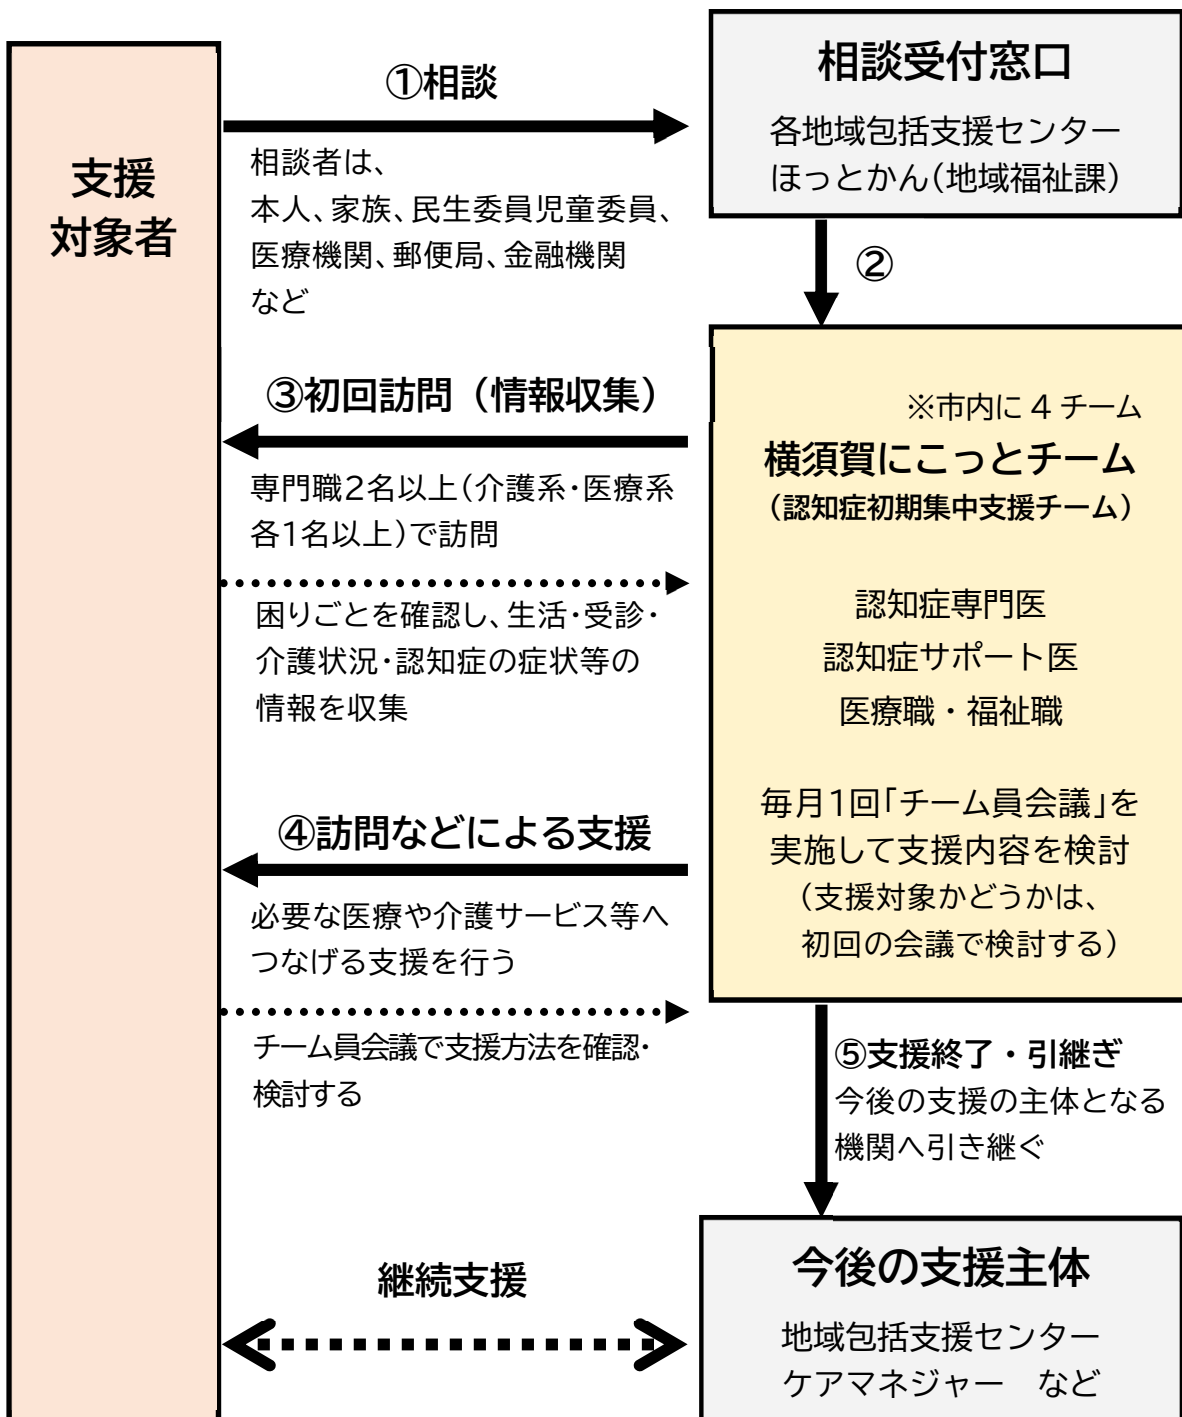 支援
対象者
①相談
相談者は、
本人、家族、民生委員児童委員、
医療機関、郵便局、金融機関
など
相談受付窓口
各地域包括支援センター
ほっとかん(地域福祉課)
②
③初回訪問（情報収集）
専門職2名以上(介護系・医療系
各1名以上)で訪問
困りごとを確認し、生活・受診・
介護状況・認知症の症状等の
情報を収集
※市内に 4 チーム
横須賀にこっとチーム
(認知症初期集中支援チーム)
認知症専門医
認知症サポート医
医療職・福祉職
毎月1回「チーム員会議」を
実施して支援内容を検討
(支援対象かどうかは、
初回の会議で検討する)
④訪問などによる支援
必要な医療や介護サービス等へ
つなげる支援を行う
チーム員会議で支援方法を確認・
検討する
⑤支援終了・引継ぎ
今後の支援の主体となる
機関へ引き継ぐ
継続支援
今後の支援主体
地域包括支援センター
ケアマネジャー　など